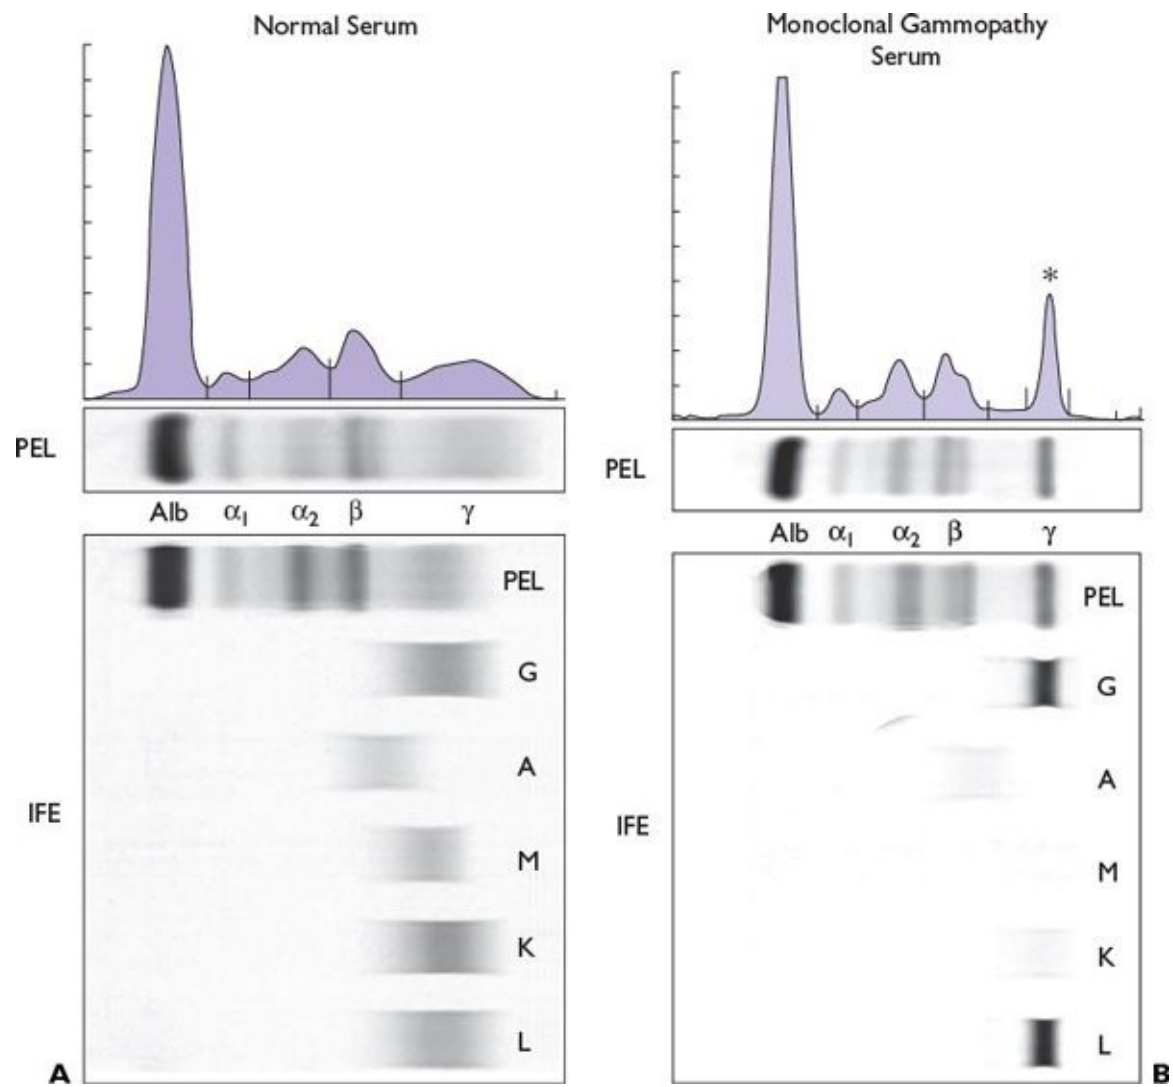 Normal Serum
PEL
Alb α₁ α₂ β γ
PEL
G
A
IFE
M
K
L
A
Monoclonal Gammopathy
Serum
*
PEL
Alb α₁ α₂ β γ
PEL
G
A
IFE
M
K
L
B